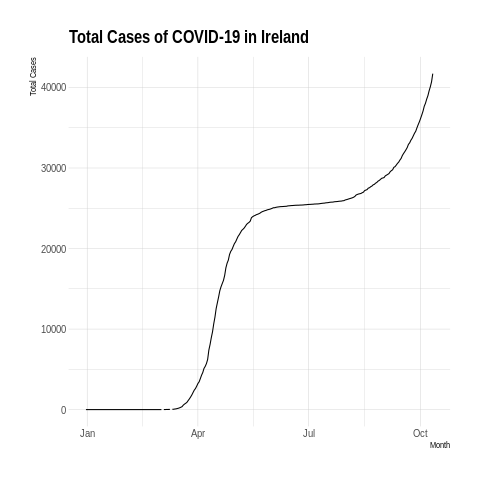 Total Cases of COVID-19 in Ireland
Total Cases
40000
30000
20000
10000
0
Jan Apr Jul Oct
Month